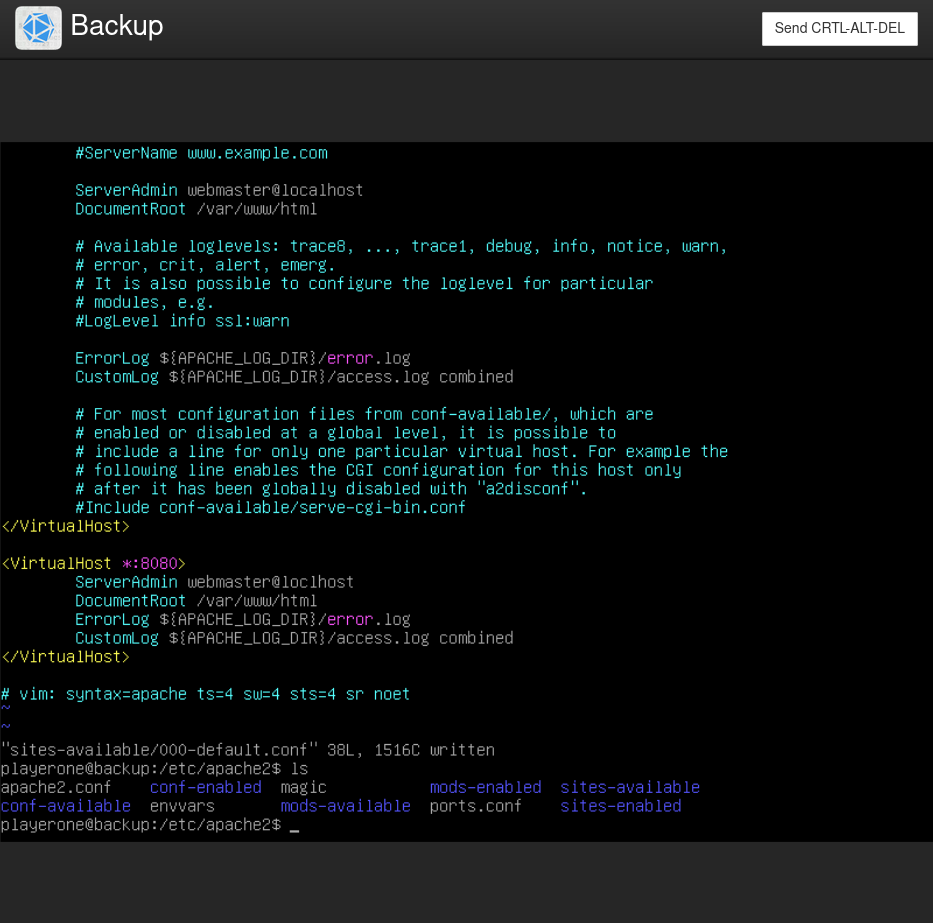 Backup
Send CRTL-ALT-DEL
#ServerName www.example.com
ServerAdmin webmaster@localhost
DocumentRoot /var/www/html
# Available loglevels: trace8, ..., trace1, debug, info, notice, warn,
# error, crit, alert, emerg.
# It is also possible to configure the loglevel for particular
# modules, e.g.
#LogLevel info ssl:warn
ErrorLog ${APACHE_LOG_DIR}/error.log
CustomLog ${APACHE_LOG_DIR}/access.log combined
# For most configuration files from conf-available/, which are
# enabled or disabled at a global level, it is possible to
# include a line for only one particular virtual host. For example the
# following line enables the CGI configuration for this host only
# after it has been globally disabled with "a2disconf".
#Include conf-available/serve-cgi-bin.conf
</VirtualHost>
<VirtualHost *:8080>
ServerAdmin webmaster@loclhost
DocumentRoot /var/www/html
ErrorLog ${APACHE_LOG_DIR}/error.log
CustomLog ${APACHE_LOG_DIR}/access.log combined
</VirtualHost>
# vim: syntax=apache ts=4 sw=4 sts=4 sr noet
~
~
"sites-available/000-default.conf" 38L, 1516C written
playerone@backup:/etc/apache2$ ls
apache2.conf conf-enabled magic mods-enabled sites-available
conf-available envvars mods-available ports.conf sites-enabled
playerone@backup:/etc/apache2$ _